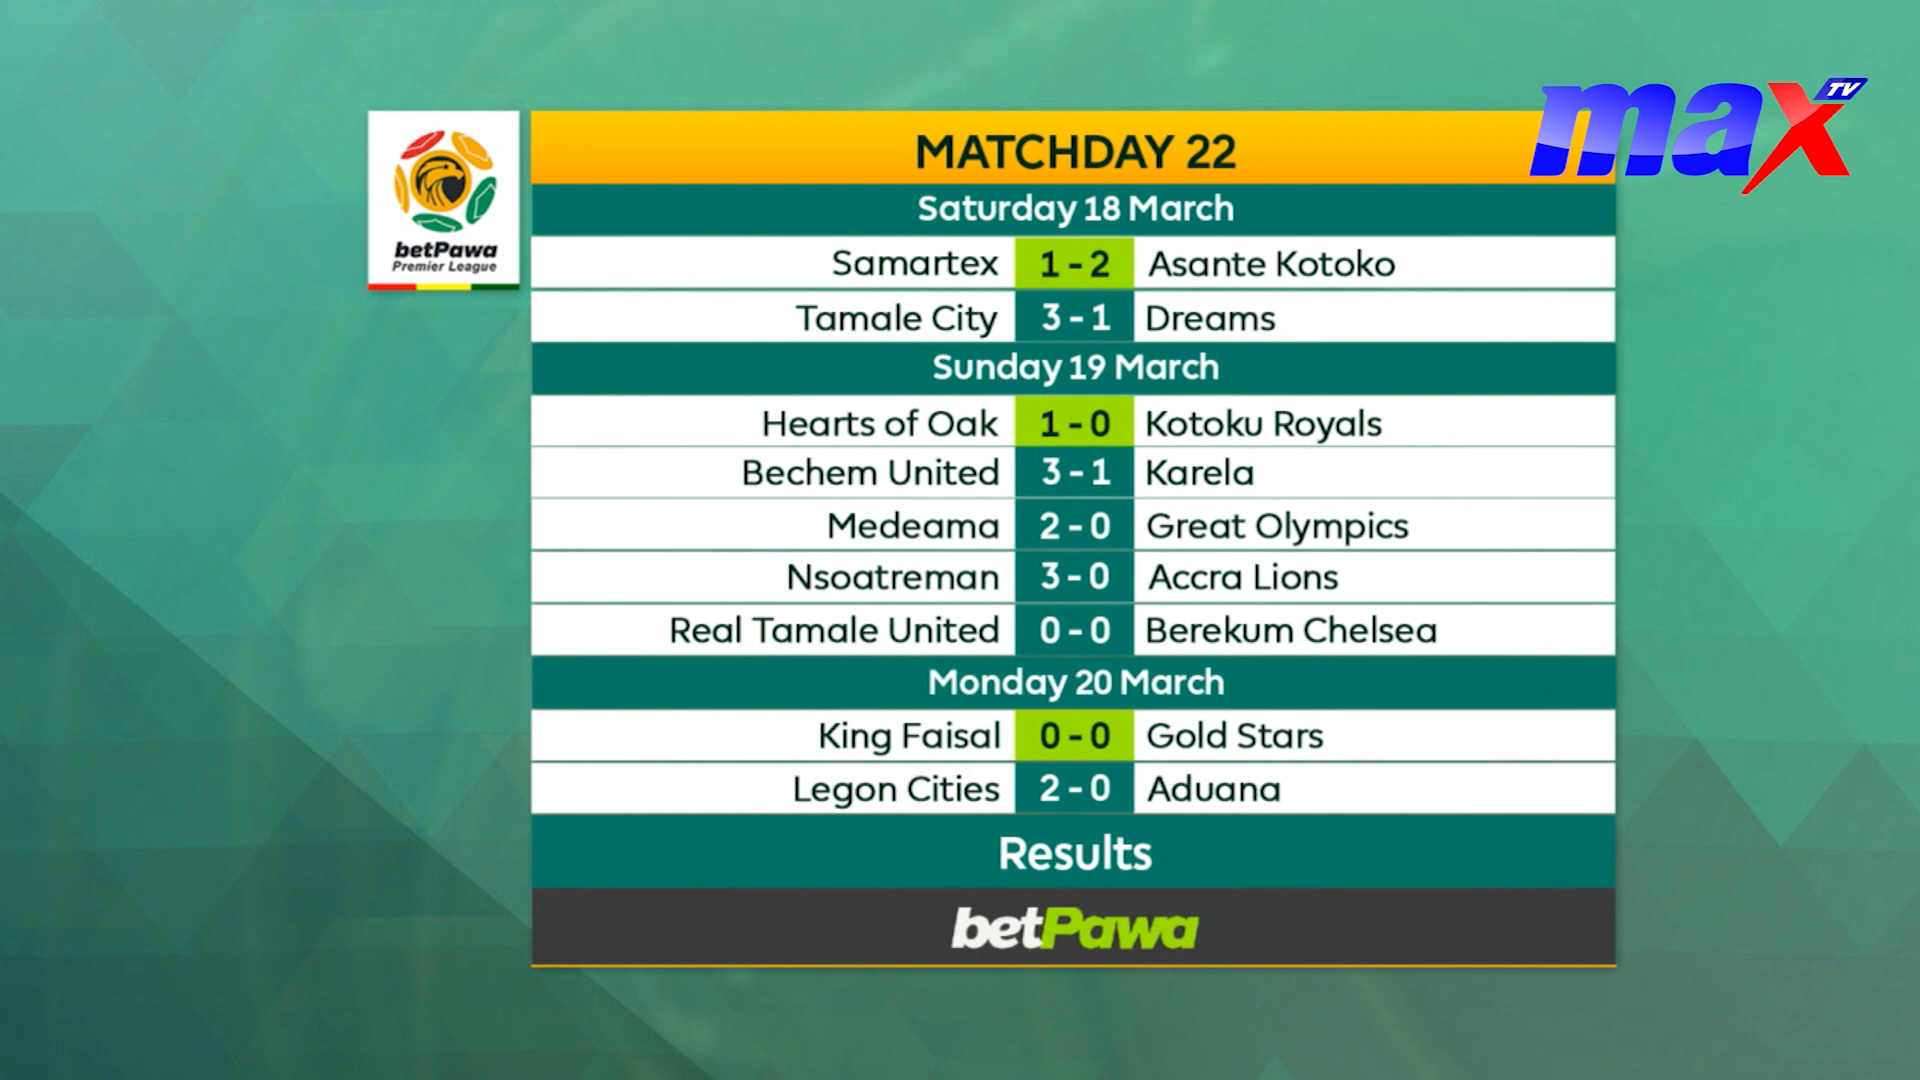 max TV
MATCHDAY 22
betPawa
Premier League
Saturday 18 March
Samartex 1 - 2 Asante Kotoko
Tamale City 3 - 1 Dreams
Sunday 19 March
Hearts of Oak 1 - 0 Kotoku Royals
Bechem United 3 - 1 Karela
Medeama 2 - 0 Great Olympics
Nsoatreman 3 - 0 Accra Lions
Real Tamale United 0 - 0 Berekum Chelsea
Monday 20 March
King Faisal 0 - 0 Gold Stars
Legon Cities 2 - 0 Aduana
Results
betPawa